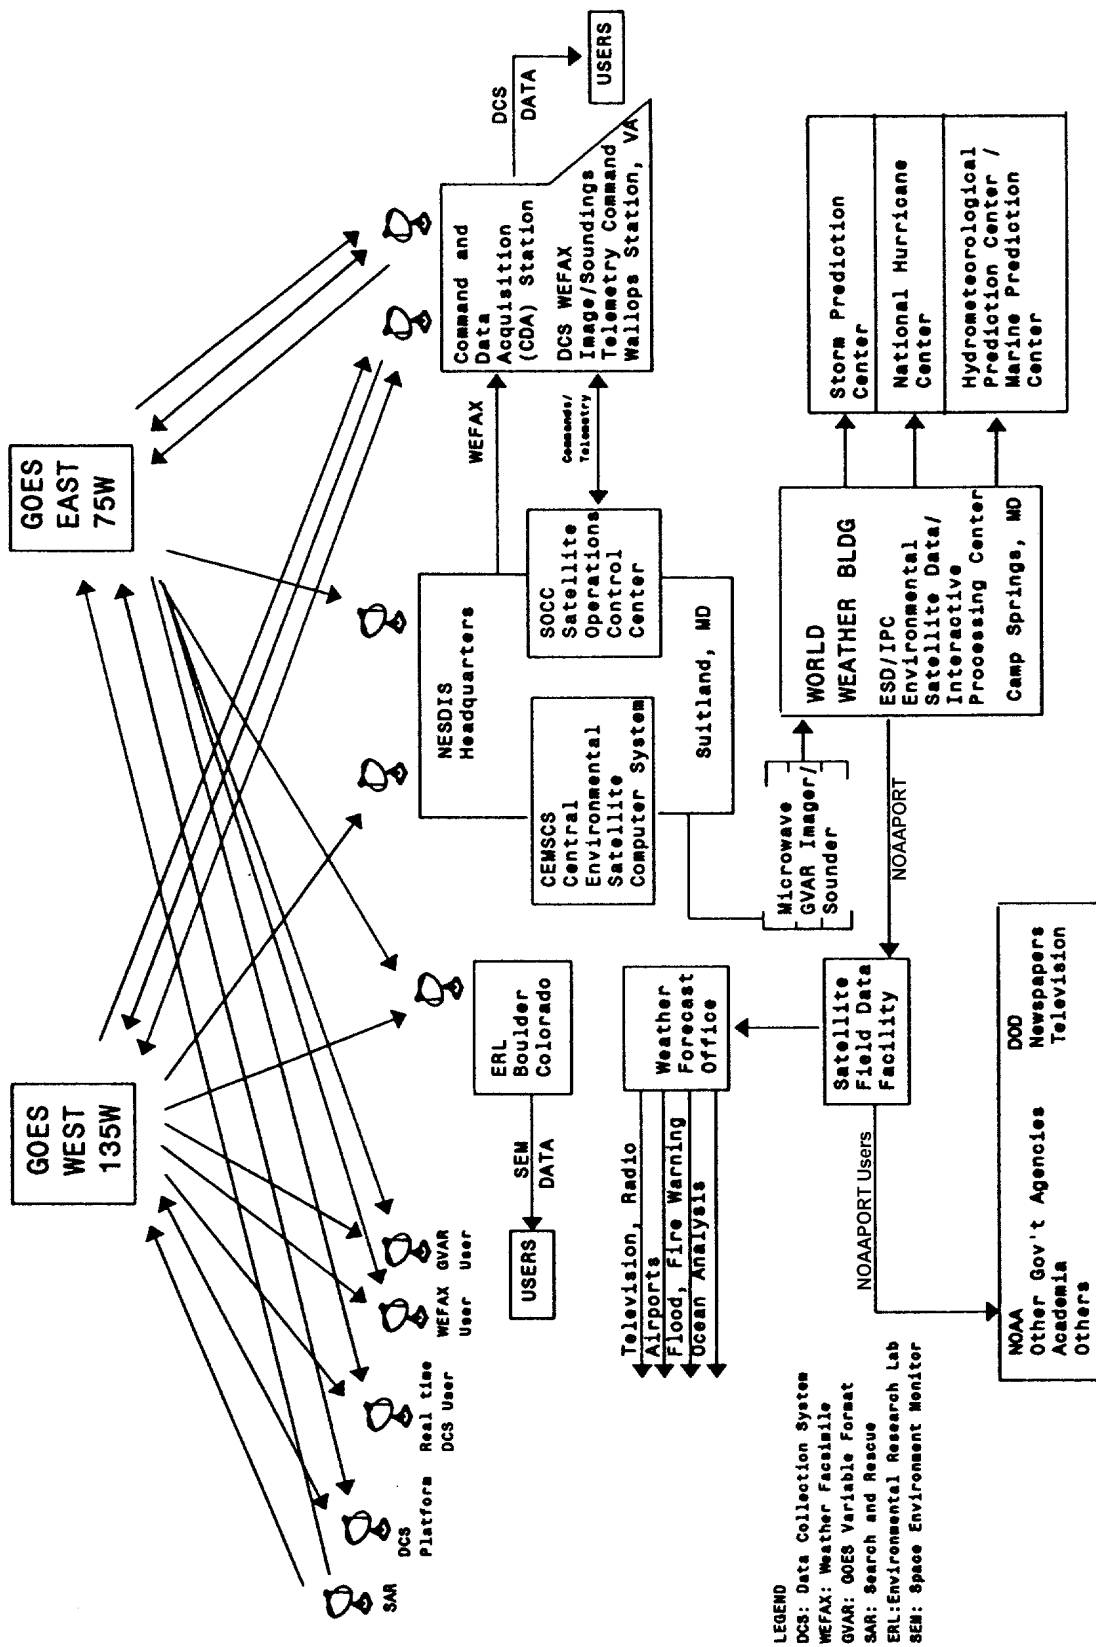 GOES
WEST
135W
GOES
EAST
75W
SAR
DCS
Platform
Real time
DCS User
WEFAX
User
GVAR
User
USERS
SEM
DATA
ERL
Boulder
Colorado
NESDIS
Headquarters
CEMSCS
Central
Environmental
Satellite
Computer System
SOCC
Satellite
Operations
Control
Center
Suitland, MD
WEFAX
Commands/
Telemetry
Command and
Data
Acquisition
(CDA) Station
DCS WEFAX
Image/Soundings
Telemetry Command
Wallops Station, VA
DCS
DATA
USERS
Television, Radio
Airports
Flood, Fire Warning
Ocean Analysis
Weather
Forecast
Office
Microwave
GVAR Imager/
Sounder
WORLD
WEATHER BLDG
ESD/IPC
Environmental
Satellite Data/
Interactive
Processing Center
Camp Springs, MD
Storm Prediction
Center
National Hurricane
Center
Hydrometeorological
Prediction Center /
Marine Prediction
Center
NOAAPORT
Satellite
Field Data
Facility
NOAAPORT Users
NOAA
Other Gov't Agencies
Academia
Others
DOD
Newspapers
Television
LEGEND
DCS: Data Collection System
WEFAX: Weather Facsimile
GVAR: GOES Variable Format
SAR: Search and Rescue
ERL:Environmental Research Lab
SEM: Space Environment Monitor